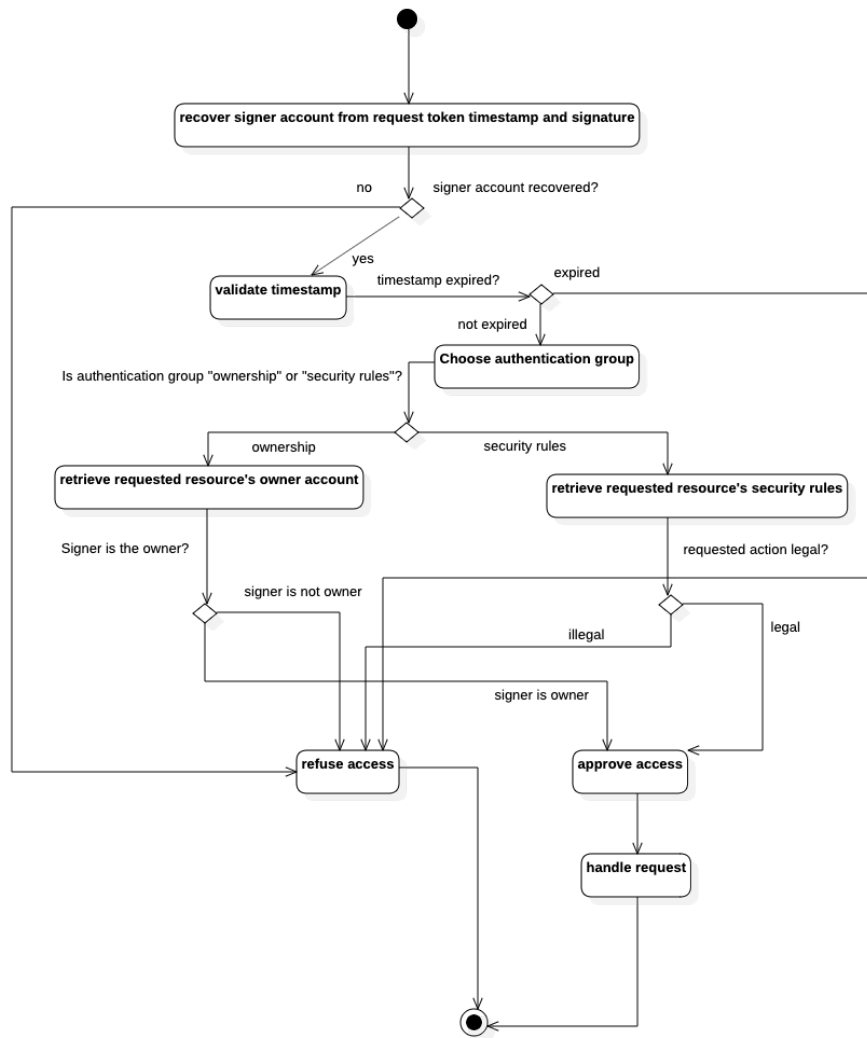 recover signer account from request token timestamp and signature
no
signer account recovered?
yes
validate timestamp
timestamp expired?
expired
not expired
Choose authentication group
Is authentication group "ownership" or "security rules"?
ownership
security rules
retrieve requested resource's owner account
retrieve requested resource's security rules
Signer is the owner?
requested action legal?
signer is not owner
illegal
legal
signer is owner
refuse access
approve access
handle request